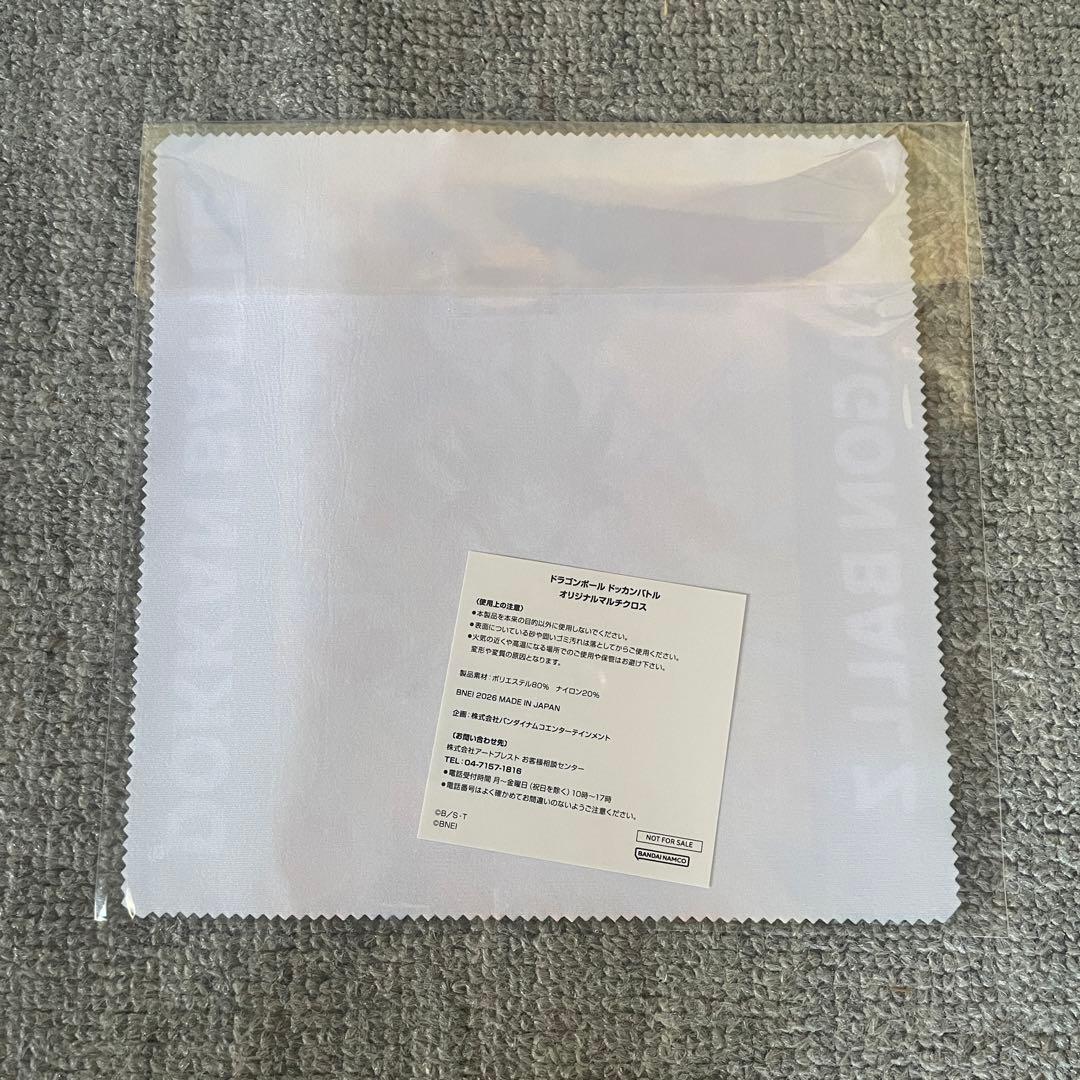 ドラゴンボール ドッカンバトル
オリジナルマルチクロス
〈使用上の注意〉
●本製品を本来の目的以外に使用しないでください。
●表面についている砂や固いゴミ汚れは落としてからご使用ください。
●火気の近くや高温になる場所でのご使用や保管はお避け下さい。
変形や変質の原因となります。
製品素材：ポリエステル80%　ナイロン20%
BNEI 2026 MADE IN JAPAN
企画：株式会社バンダイナムコエンターテインメント
〈お問い合わせ先〉
株式会社アートプレスト お客様相談センター
TEL：04-7157-1816
●電話受付時間 月～金曜日（祝日を除く）10時～17時
●電話番号はよく確かめてお間違いのないようご注意ください。
©B／S・T
©BNEI
NOT FOR SALE
BANDAI NAMCO